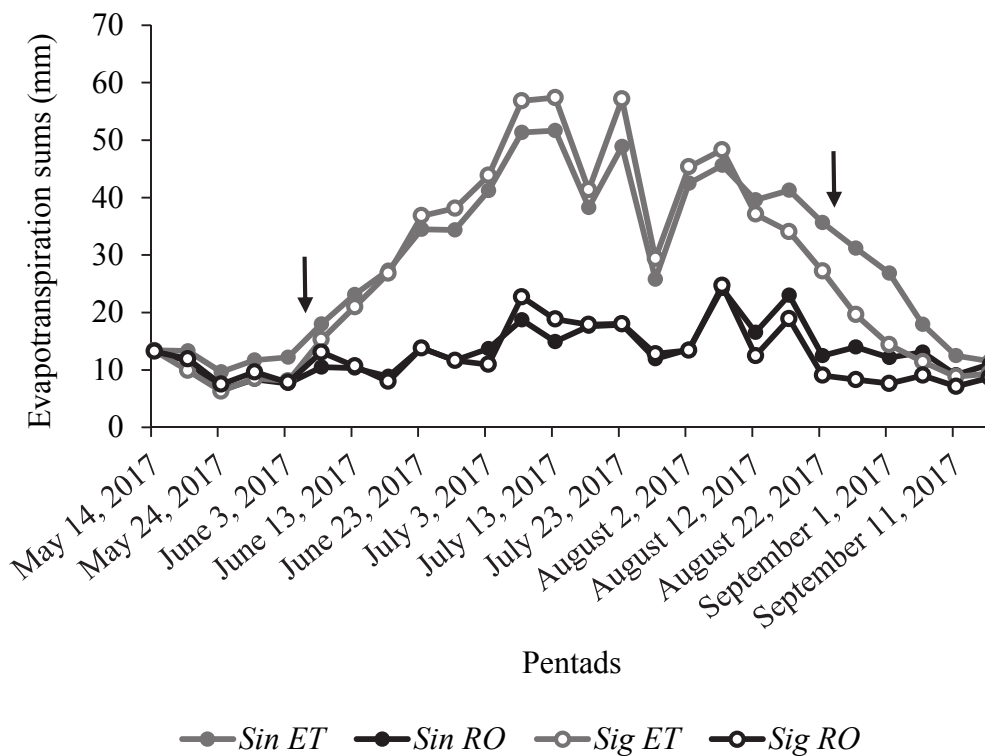 Evapotranspiration sums (mm)
70
60
50
40
30
20
10
0
May 14, 2017
May 24, 2017
June 3, 2017
June 13, 2017
June 23, 2017
July 3, 2017
July 13, 2017
July 23, 2017
August 2, 2017
August 12, 2017
August 22, 2017
September 1, 2017
September 11, 2017
Pentads
Sin ET Sin RO Sig ET Sig RO